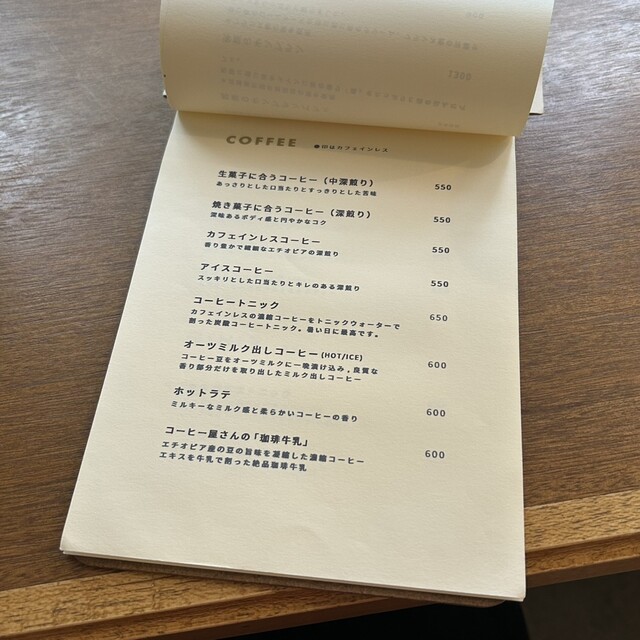 1300
COFFEE
生菓子に合うコーヒー（中深煎り） 550
あっさりとした口当たりとすっきりとした苦味
焼き菓子に合うコーヒー（深煎り） 550
深味あるボディ感と円やかなコク
カフェインレスコーヒー 550
香り豊かで繊細なエチオピアの深煎り
アイスコーヒー 550
スッキリとした口当たりとキレのある深煎り
コーヒートニック 650
カフェインレスの濃縮コーヒーをトニックウォーターで
割った炭酸コーヒートニック。暑い日に最高です。
オーツミルク出しコーヒー(HOT/ICE) 600
コーヒー豆をオーツミルクに一晩漬け込み,良質な
香り部分だけを取り出したミルク出しコーヒー
ホットラテ 600
ミルキーなミルク感と柔らかいコーヒーの香り
コーヒー屋さんの「珈琲牛乳」 600
エチオピア産の豆の旨味を凝縮した濃縮コーヒー
エキスを牛乳で割った絶品珈琲牛乳